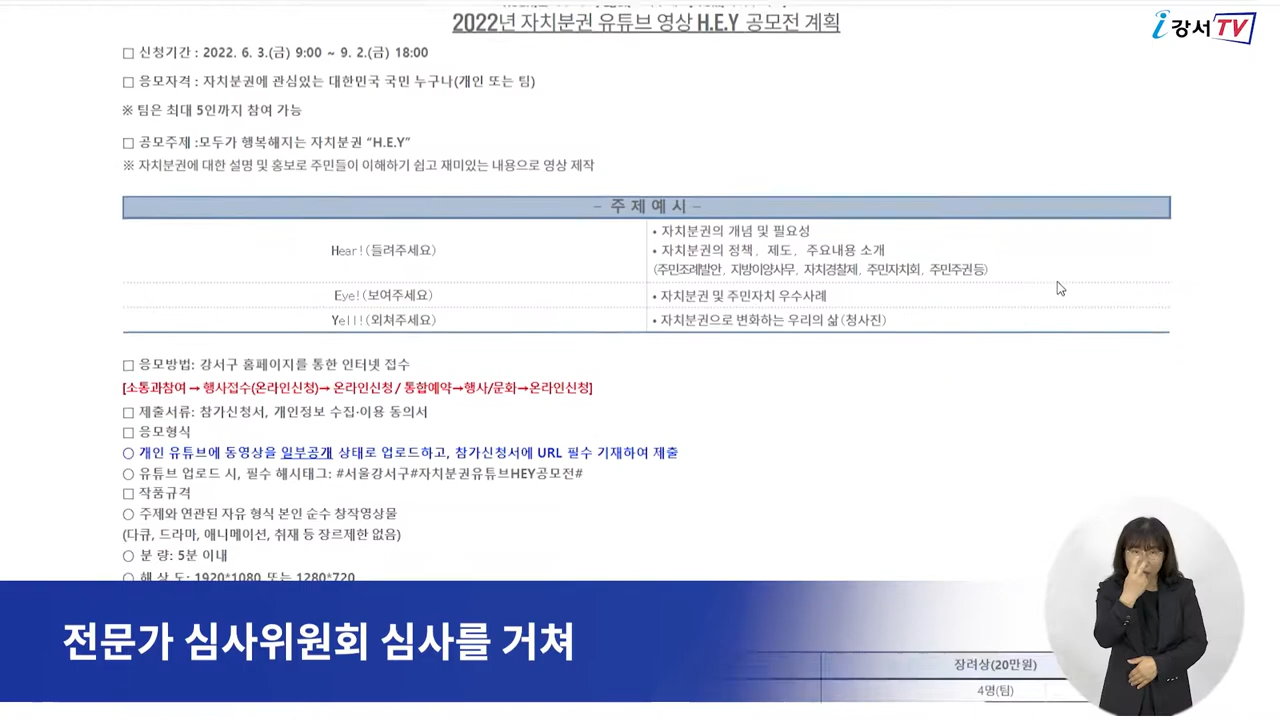 2022년 자치분권 유튜브 영상 H.E.Y 공모전 계획
i강서TV
□ 신청기간 : 2022. 6. 3.(금) 9:00 ~ 9. 2.(금) 18:00
□ 응모자격 : 자치분권에 관심있는 대한민국 국민 누구나(개인 또는 팀)
※ 팀은 최대 5인까지 참여 가능
□ 공모주제 :모두가 행복해지는 자치분권 “H.E.Y”
※ 자치분권에 대한 설명 및 홍보로 주민들이 이해하기 쉽고 재미있는 내용으로 영상 제작
– 주 제 예 시 –
Hear!(들려주세요)
• 자치분권의 개념 및 필요성
• 자치분권의 정책, 제도, 주요내용 소개
(주민조례발안, 지방이양사무, 자치경찰제, 주민자치회, 주민주권 등)
Eye!(보여주세요)
• 자치분권 및 주민자치 우수사례
Yell!(외쳐주세요)
• 자치분권으로 변화하는 우리의 삶(청사진)
□ 응모방법: 강서구 홈페이지를 통한 인터넷 접수
[소통과참여 → 행사접수(온라인신청)→ 온라인신청 / 통합예약→행사/문화→온라인신청]
□ 제출서류: 참가신청서, 개인정보 수집·이용 동의서
□ 응모형식
○ 개인 유튜브에 동영상을 일부공개 상태로 업로드하고, 참가신청서에 URL 필수 기재하여 제출
○ 유튜브 업로드 시, 필수 해시태그: #서울강서구#자치분권유튜브HEY공모전#
□ 작품규격
○ 주제와 연관된 자유 형식 본인 순수 창작영상물
(다큐, 드라마, 애니메이션, 취재 등 장르제한 없음)
○ 분 량: 5분 이내
○ 해 상 도: 1920*1080 또는 1280*720
전문가 심사위원회 심사를 거쳐
장려상(20만원)
4명(팀)